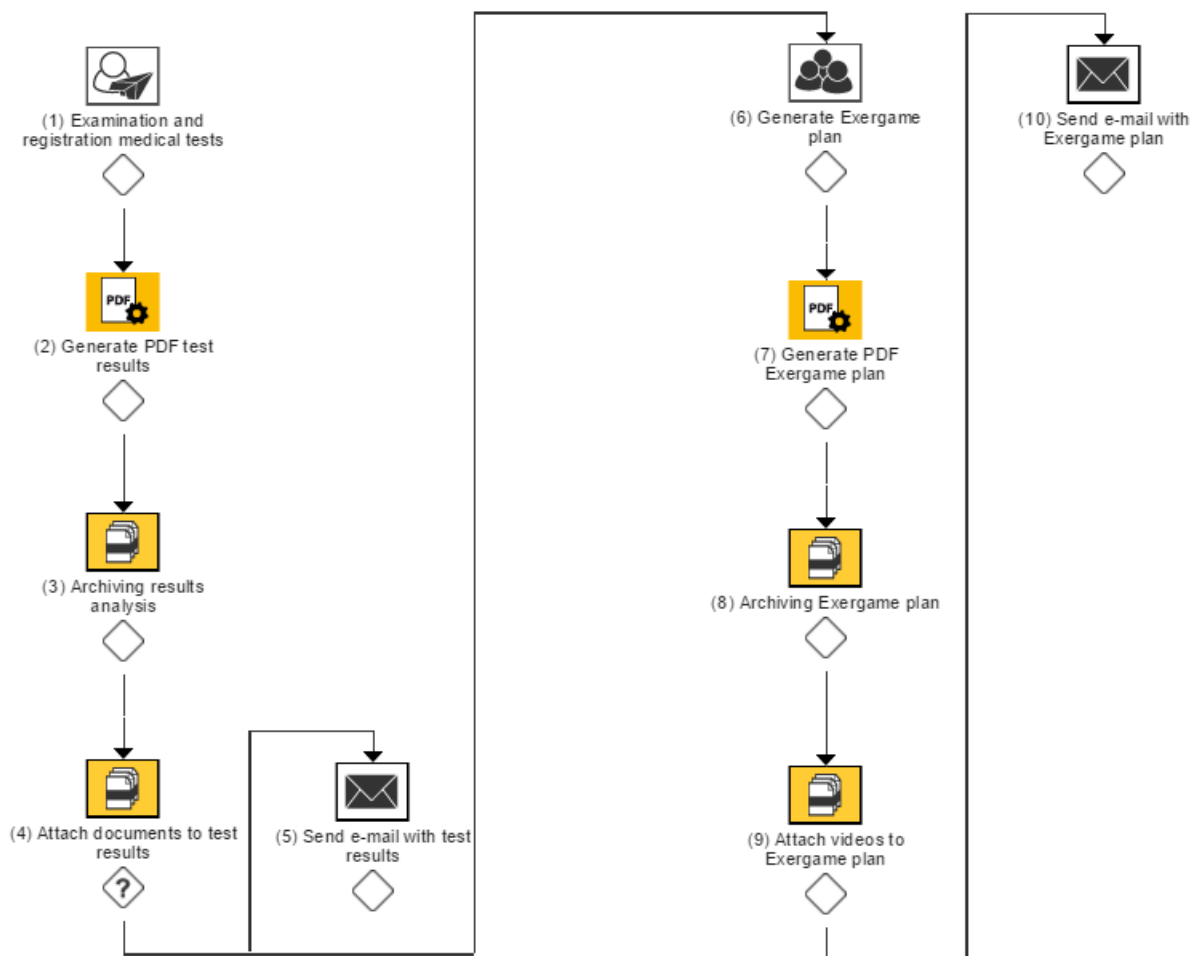 (1) Examination and
registration medical tests
PDF
(2) Generate PDF test
results
(3) Archiving results
analysis
(4) Attach documents to test
results
?
(5) Send e-mail with test
results
(6) Generate Exergame
plan
PDF
(7) Generate PDF
Exergame plan
(8) Archiving Exergame plan
(9) Attach videos to
Exergame plan
(10) Send e-mail with
Exergame plan